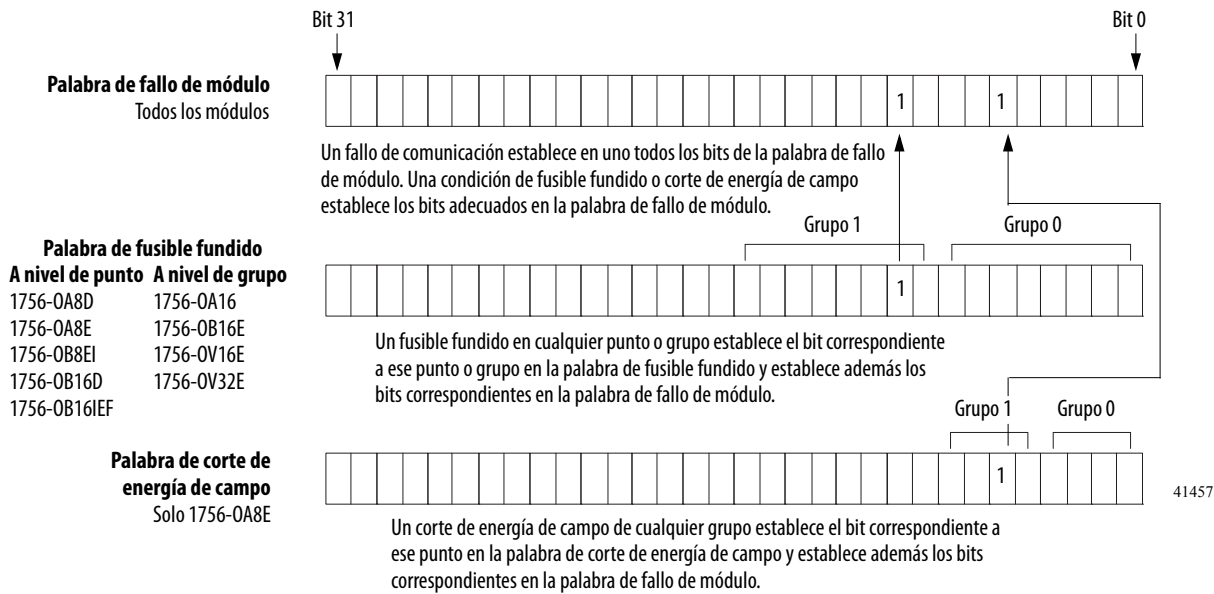 Bit 31
Bit 0
Palabra de fallo de módulo
Todos los módulos
1
1
Un fallo de comunicación establece en uno todos los bits de la palabra de fallo
de módulo. Una condición de fusible fundido o corte de energía de campo
establece los bits adecuados en la palabra de fallo de módulo.
Grupo 1
Grupo 0
Palabra de fusible fundido
A nivel de punto A nivel de grupo
1756-OA8D 1756-OA16
1756-OA8E 1756-OB16E
1756-OB8EI 1756-OV16E
1756-OB16D 1756-OV32E
1756-OB16IEF
1
Un fusible fundido en cualquier punto o grupo establece el bit correspondiente
a ese punto o grupo en la palabra de fusible fundido y establece además los
bits correspondientes en la palabra de fallo de módulo.
Grupo 1
Grupo 0
Palabra de corte de
energía de campo
Solo 1756-OA8E
1
41457
Un corte de energía de campo de cualquier grupo establece el bit correspondiente a
ese punto en la palabra de corte de energía de campo y establece además los bits
correspondientes en la palabra de fallo de módulo.